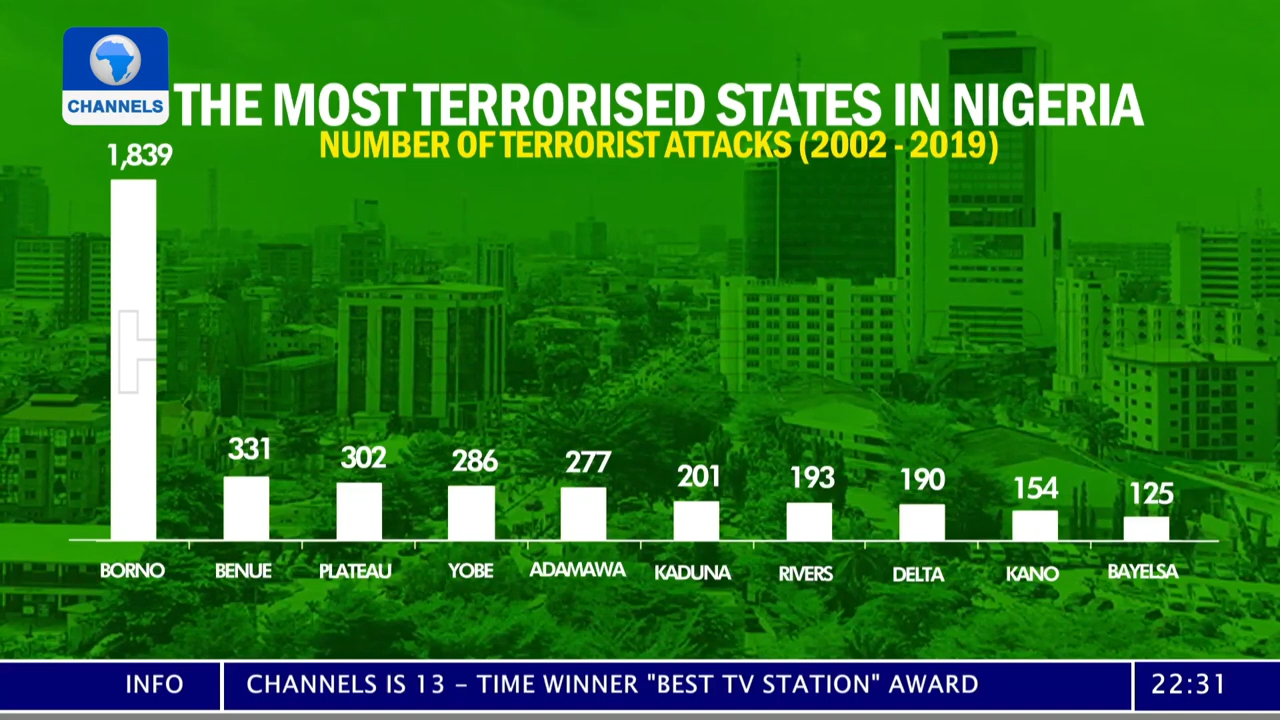 CHANNELS
THE MOST TERRORISED STATES IN NIGERIA
NUMBER OF TERRORIST ATTACKS (2002 - 2019)
1,839
331
302
286
277
201
193
190
154
125
BORNO
BENUE
PLATEAU
YOBE
ADAMAWA
KADUNA
RIVERS
DELTA
KANO
BAYELSA
INFO
CHANNELS IS 13 – TIME WINNER "BEST TV STATION" AWARD
22:31